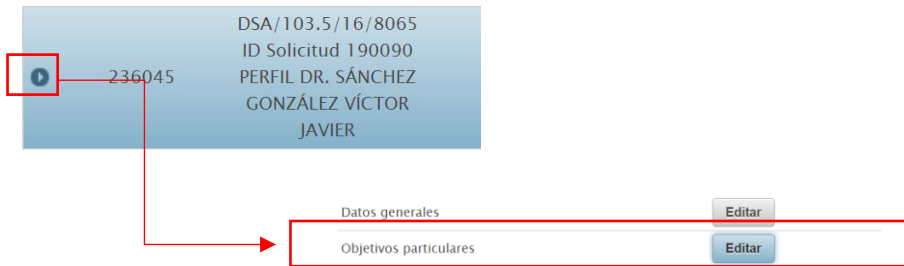 DSA/103.5/16/8065
ID Solicitud 190090
236045 PERFIL DR. SÁNCHEZ
GONZÁLEZ VÍCTOR
JAVIER
Datos generales Editar
Objetivos particulares Editar